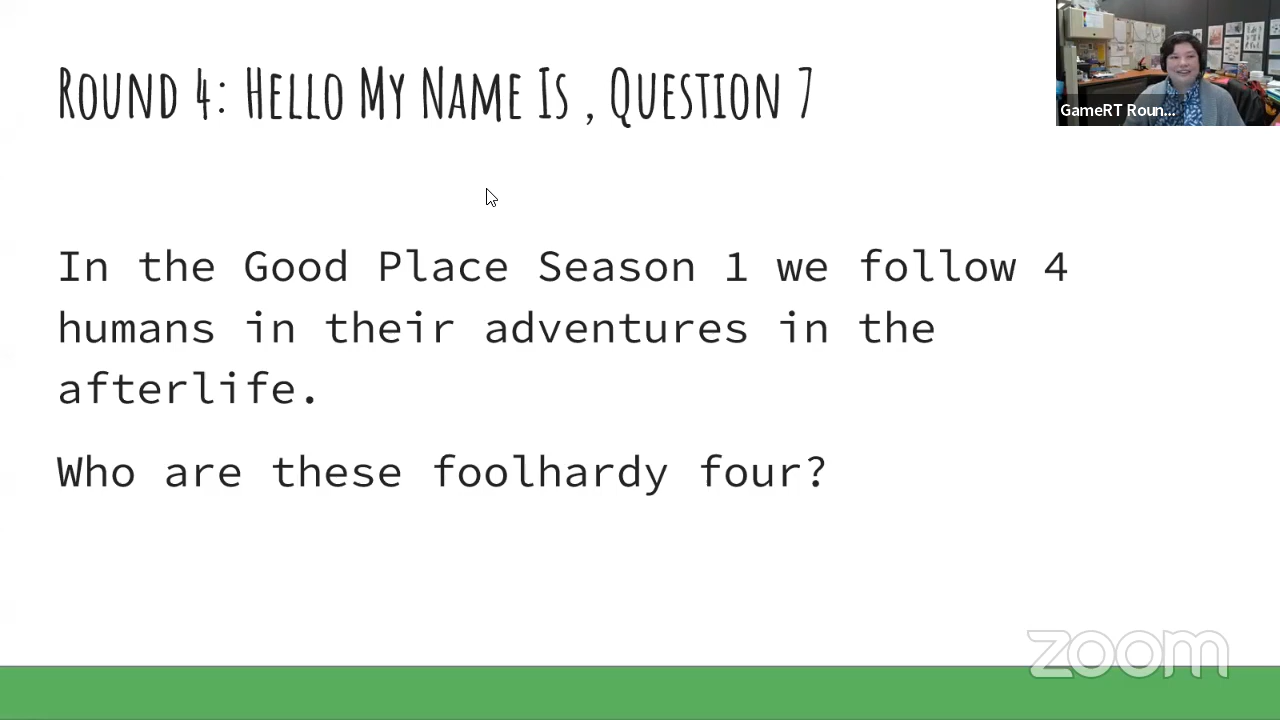 Round 4: Hello My Name Is , Question 7
GameRT Roun...
In the Good Place Season 1 we follow 4
humans in their adventures in the
afterlife.
Who are these foolhardy four?
zoom